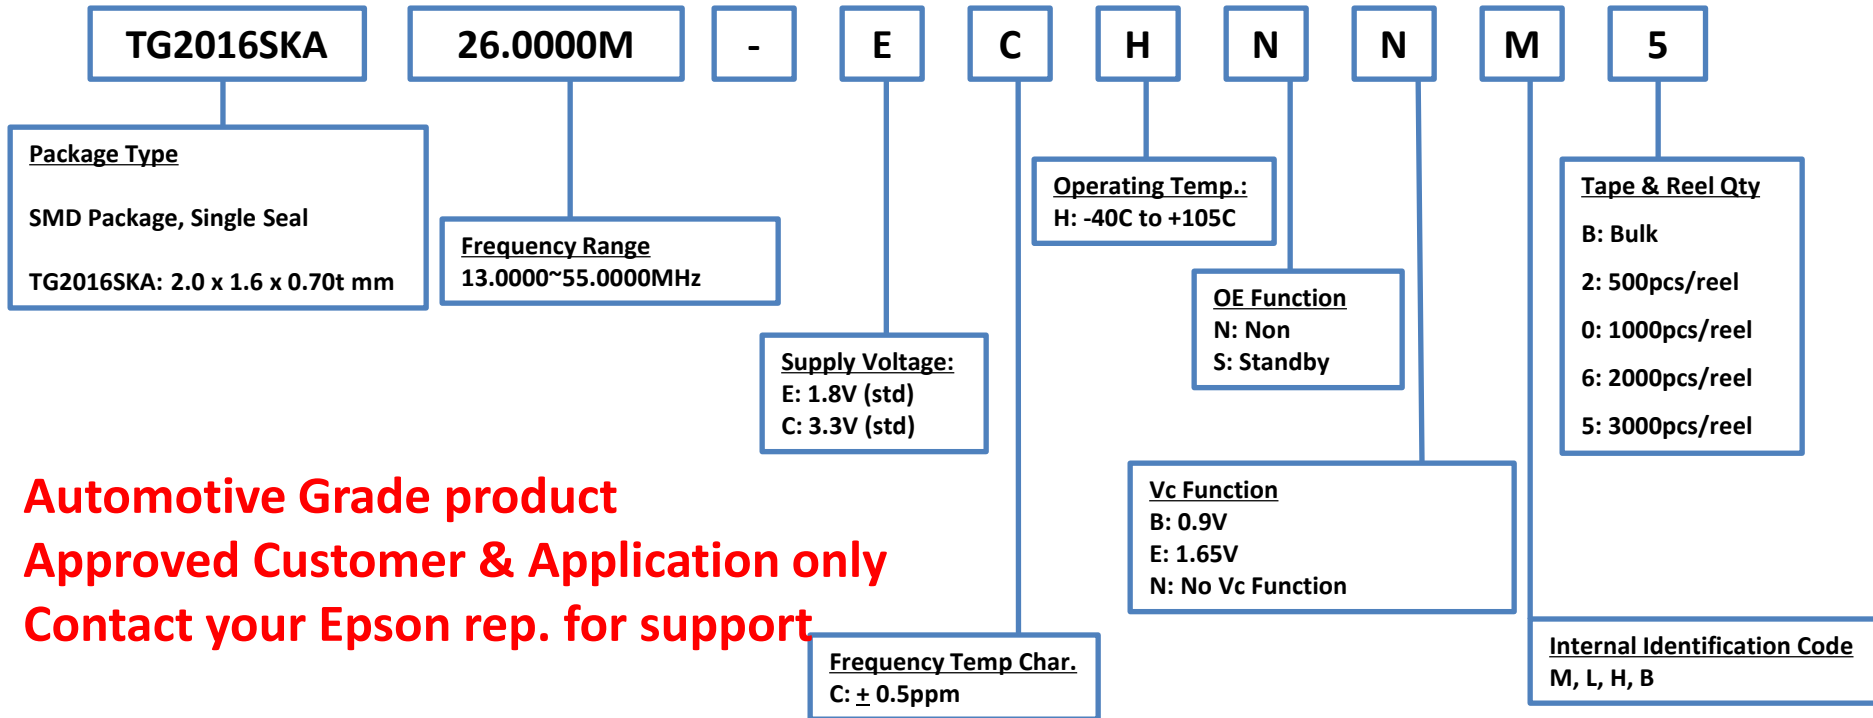 TG2016SKA 26.0000M - E C H N N M 5
Package Type
SMD Package, Single Seal
TG2016SKA: 2.0 x 1.6 x 0.70t mm
Frequency Range
13.0000~55.0000MHz
Supply Voltage:
E: 1.8V (std)
C: 3.3V (std)
Frequency Temp Char.
C: ± 0.5ppm
Operating Temp.:
H: -40C to +105C
OE Function
N: Non
S: Standby
Vc Function
B: 0.9V
E: 1.65V
N: No Vc Function
Internal Identification Code
M, L, H, B
Tape & Reel Qty
B: Bulk
2: 500pcs/reel
0: 1000pcs/reel
6: 2000pcs/reel
5: 3000pcs/reel
Automotive Grade product
Approved Customer & Application only
Contact your Epson rep. for support